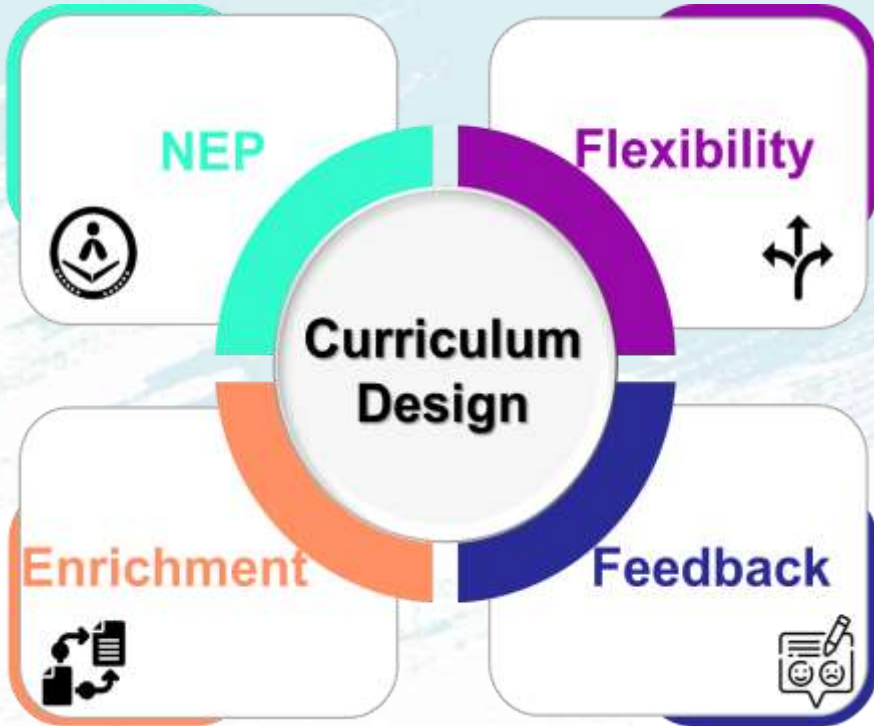 NEP
Flexibility
Curriculum
Design
Enrichment
Feedback